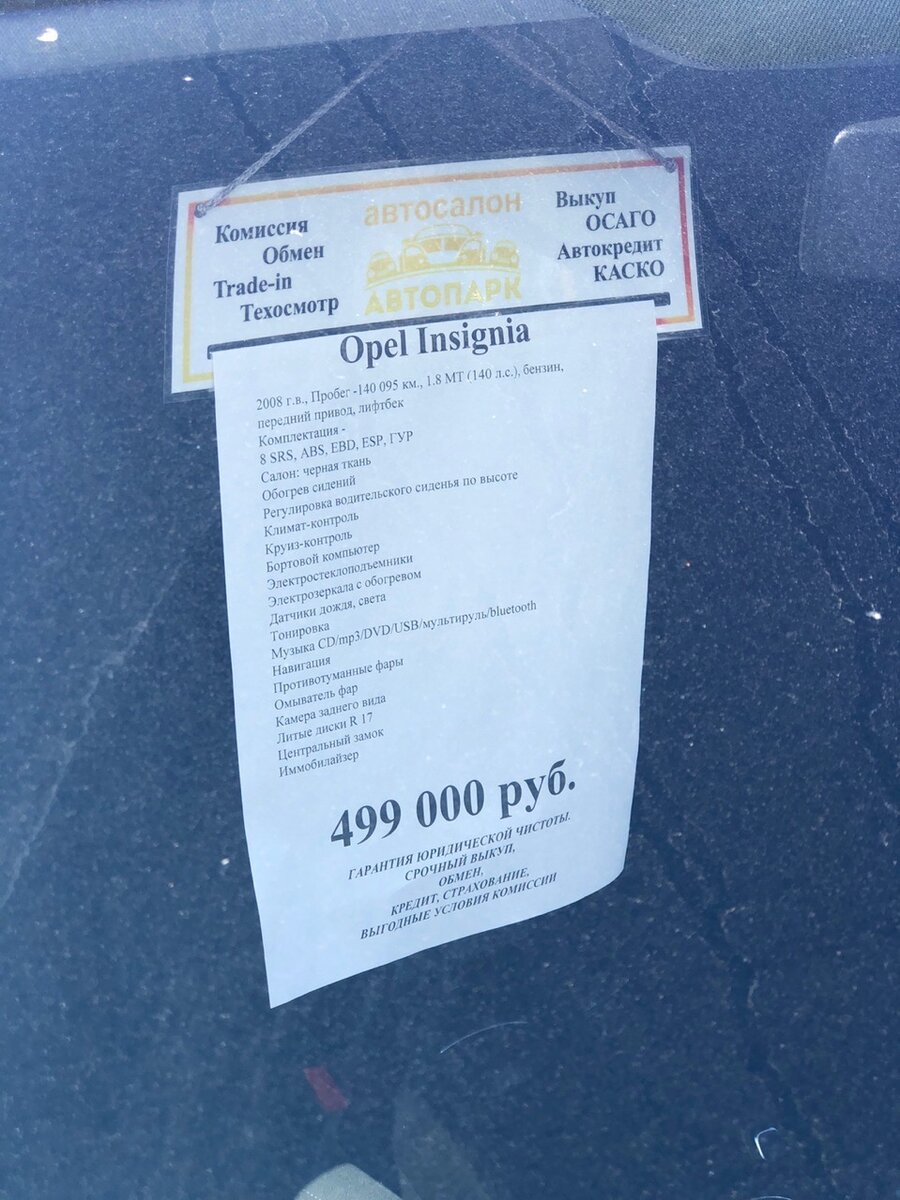 Комиссия
Обмен
Trade-in
Техосмотр
автосалон
АВТОПАРК
Выкуп
ОСАГО
Автокредит
КАСКО
Opel Insignia
2008 г.в., Пробег -140 095 км., 1.8 МТ (140 л.с.), бензин,
передний привод, лифтбек
Комплектация -
8 SRS, ABS, EBD, ESP, ГУР
Салон: черная ткань
Обогрев сидений
Регулировка водительского сиденья по высоте
Климат-контроль
Круиз-контроль
Бортовой компьютер
Электростеклоподъемники
Электрозеркала с обогревом
Датчики дождя, света
Тонировка
Музыка CD/mp3/DVD/USB/мультируль/bluetooth
Навигация
Противотуманные фары
Омыватель фар
Камера заднего вида
Литые диски R 17
Центральный замок
Иммобилайзер
499 000 руб.
ГАРАНТИЯ ЮРИДИЧЕСКОЙ ЧИСТОТЫ.
СРОЧНЫЙ ВЫКУП,
ОБМЕН,
КРЕДИТ, СТРАХОВАНИЕ,
ВЫГОДНЫЕ УСЛОВИЯ КОМИССИИ